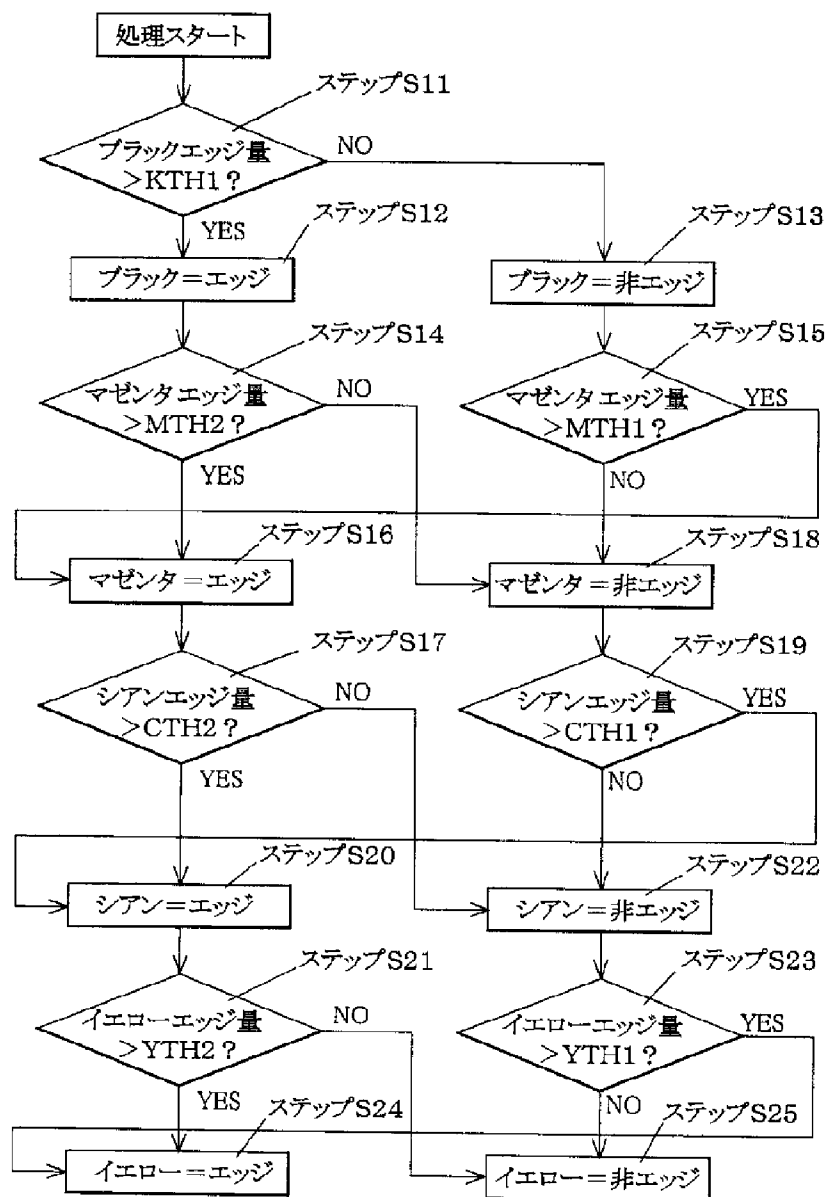 処理スタート
ステップS11
ブラックエッジ量
>KTH1?
NO
YES
ステップS12
ステップS13
ブラック=エッジ
ブラック=非エッジ
ステップS14
ステップS15
マゼンタエッジ量
>MTH2?
NO
マゼンタエッジ量
>MTH1?
YES
YES
NO
ステップS16
ステップS18
マゼンタ=エッジ
マゼンタ=非エッジ
ステップS17
ステップS19
シアンエッジ量
>CTH2?
NO
シアンエッジ量
>CTH1?
YES
YES
NO
ステップS20
ステップS22
シアン=エッジ
シアン=非エッジ
ステップS21
ステップS23
イエローエッジ量
>YTH2?
NO
イエローエッジ量
>YTH1?
YES
YES
NO
ステップS24
ステップS25
イエロー=エッジ
イエロー=非エッジ